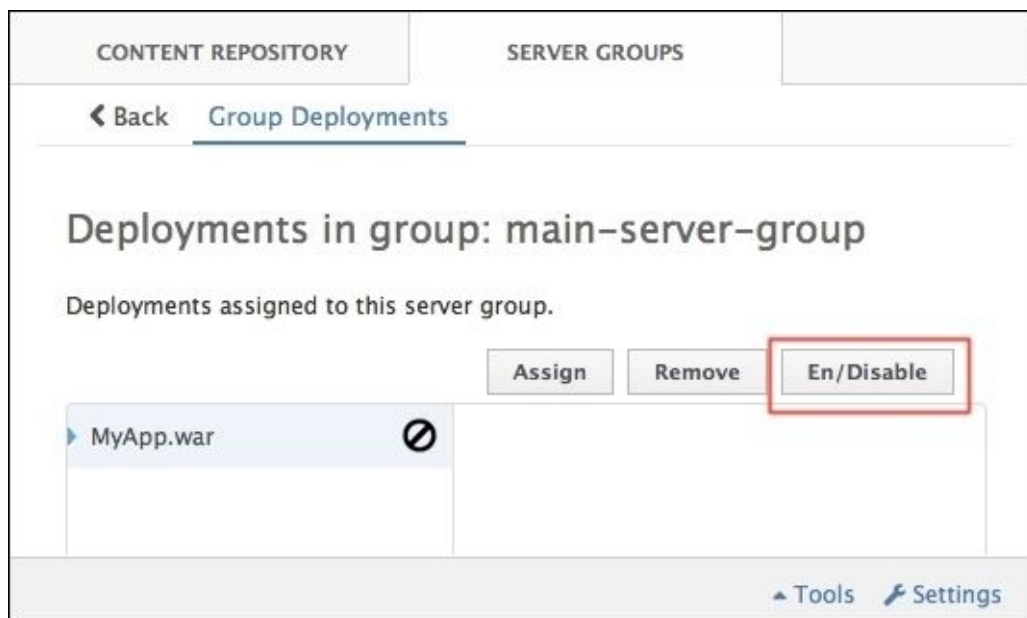 CONTENT REPOSITORY SERVER GROUPS
Back Group Deployments
Deployments in group: main-server-group
Deployments assigned to this server group.
Assign Remove En/Disable
MyApp.war
Tools Settings